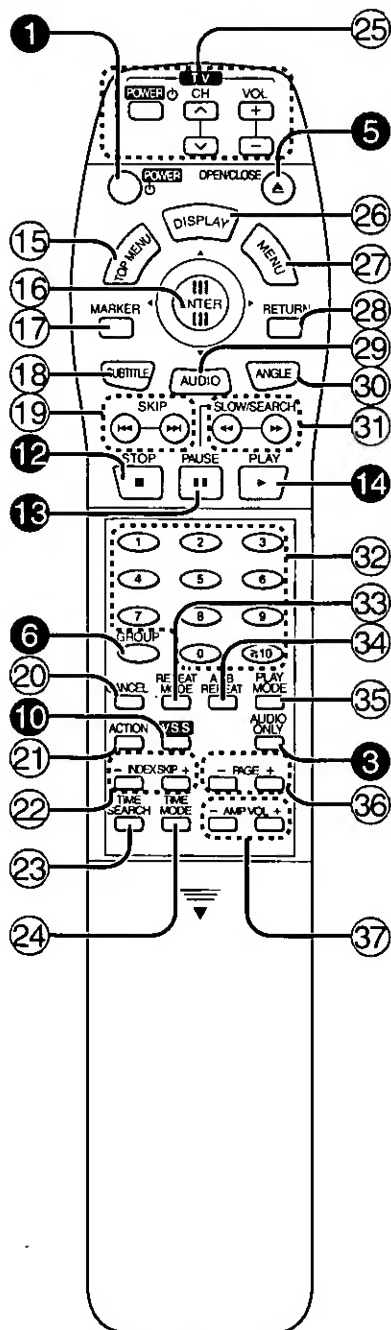 1
25
TV
POWER CH VOL
+
−
5
POWER OPEN/CLOSE
26
DISPLAY
15
TOP MENU
MENU
27
16
ENTER
28
MARKER
RETURN
17
29
18
SUBTITLE
AUDIO
ANGLE
30
19
SKIP
SLOW/SEARCH
31
12
STOP PAUSE PLAY
13
14
1 2 3
32
4 5 6
33
7 8 9
6
GROUP
0 ≥10
34
20
CANCEL
REPEAT MODE
A-B REPEAT
PLAY MODE
35
10
ACTION
V.S.S
AUDIO ONLY
3
21
− INDEX SKIP +
− PAGE +
36
22
TIME SEARCH
TIME MODE
− AMP VOL +
23
24
37